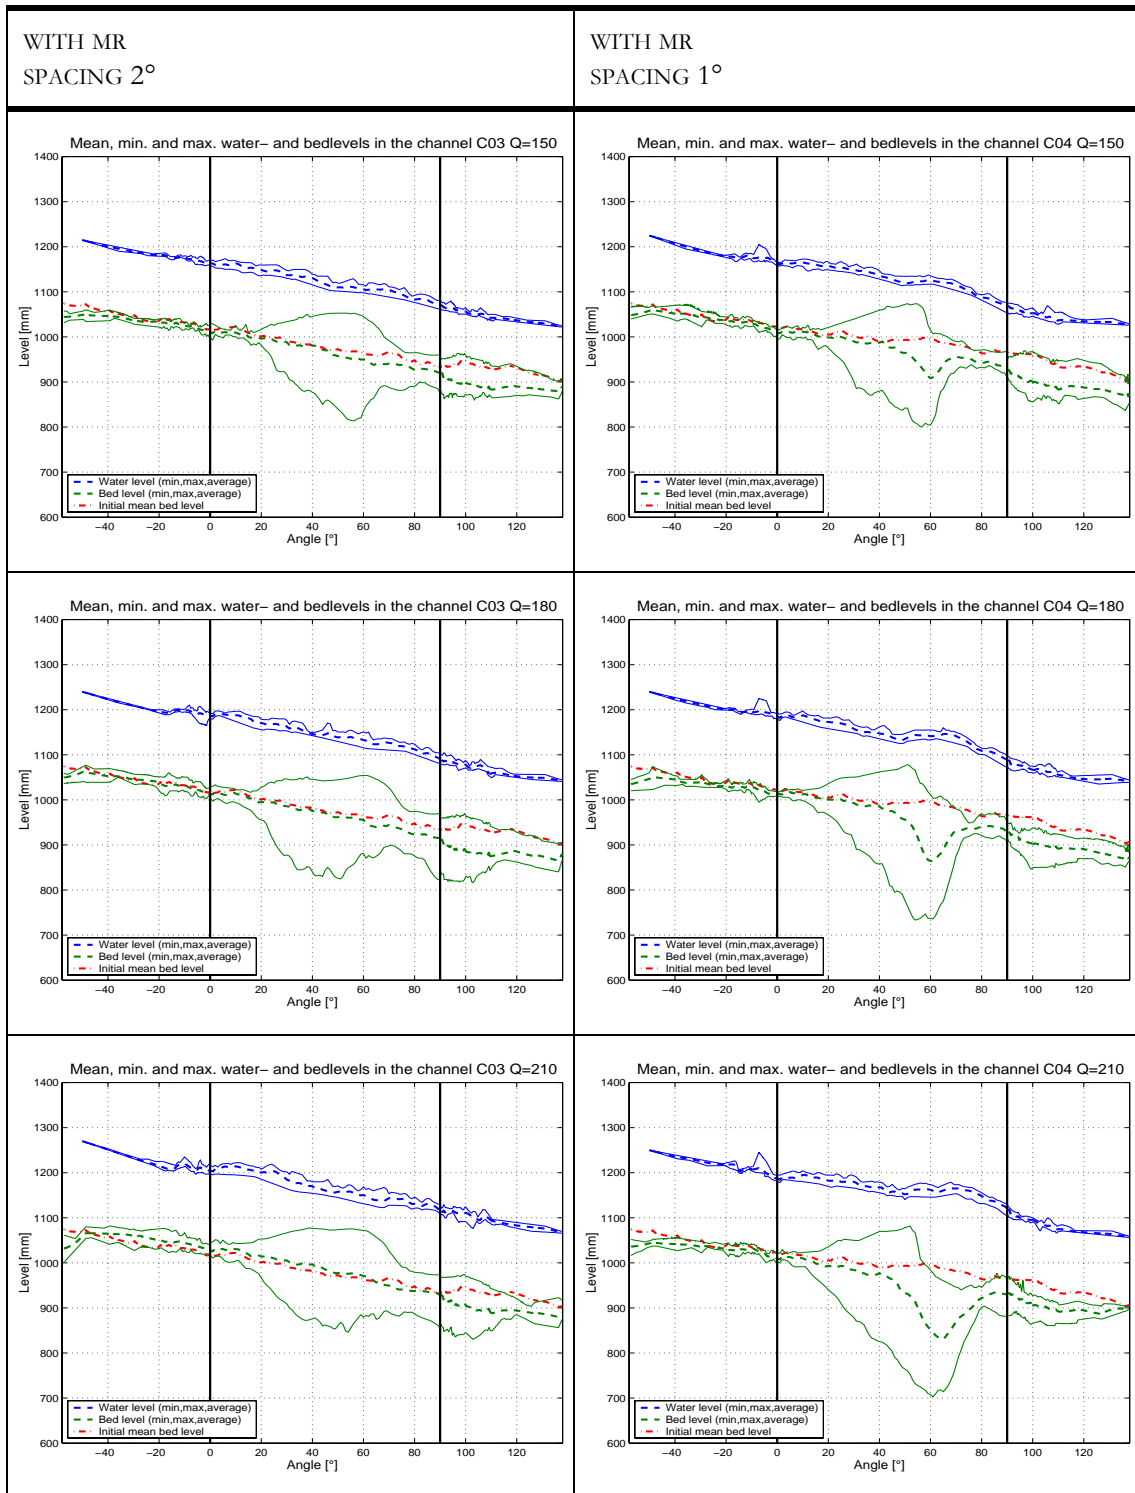 WITH MR
SPACING 2°
WITH MR
SPACING 1°
Mean, min. and max. water– and bedlevels in the channel C03 Q=150
1400
1300
1200
1100
1000
900
800
700
600
Level [mm]
Water level (min,max,average)
Bed level (min,max,average)
Initial mean bed level
−40 −20 0 20 40 60 80 100 120
Angle [°]
Mean, min. and max. water– and bedlevels in the channel C04 Q=150
1400
1300
1200
1100
1000
900
800
700
600
Level [mm]
Water level (min,max,average)
Bed level (min,max,average)
Initial mean bed level
−40 −20 0 20 40 60 80 100 120
Angle [°]
Mean, min. and max. water– and bedlevels in the channel C03 Q=180
1400
1300
1200
1100
1000
900
800
700
600
Level [mm]
Water level (min,max,average)
Bed level (min,max,average)
Initial mean bed level
−40 −20 0 20 40 60 80 100 120
Angle [°]
Mean, min. and max. water– and bedlevels in the channel C04 Q=180
1400
1300
1200
1100
1000
900
800
700
600
Level [mm]
Water level (min,max,average)
Bed level (min,max,average)
Initial mean bed level
−40 −20 0 20 40 60 80 100 120
Angle [°]
Mean, min. and max. water– and bedlevels in the channel C03 Q=210
1400
1300
1200
1100
1000
900
800
700
600
Level [mm]
Water level (min,max,average)
Bed level (min,max,average)
Initial mean bed level
−40 −20 0 20 40 60 80 100 120
Angle [°]
Mean, min. and max. water– and bedlevels in the channel C04 Q=210
1400
1300
1200
1100
1000
900
800
700
600
Level [mm]
Water level (min,max,average)
Bed level (min,max,average)
Initial mean bed level
−40 −20 0 20 40 60 80 100 120
Angle [°]